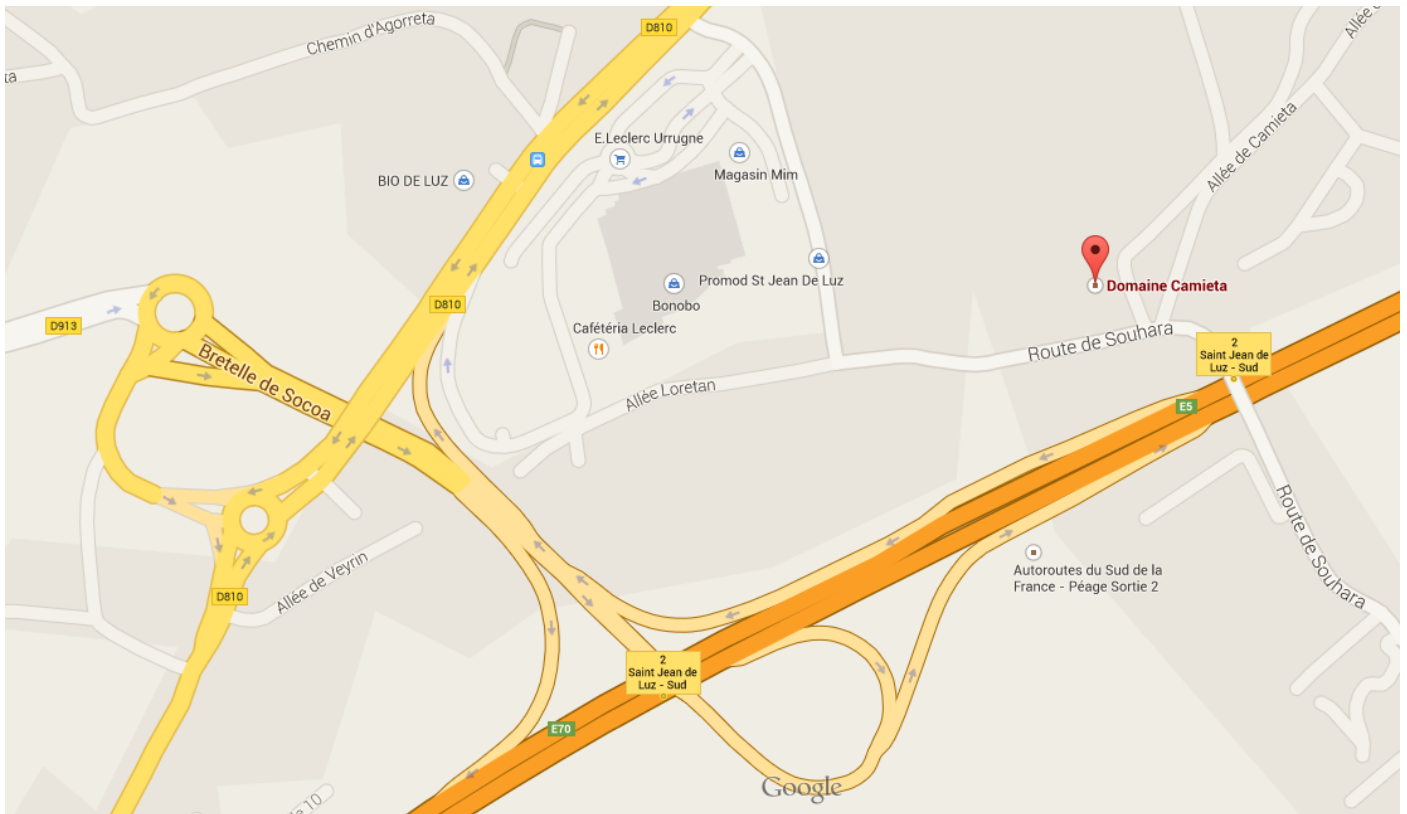 D810
Chemin d'Agorreta
ta
E.Leclerc Urrugne
Magasin Mim
BIO DE LUZ
Allée de Camieta
Promod St Jean De Luz
Bonobo
Domaine Camieta
D810
D913
Cafétéria Leclerc
Route de Souhara
Bretelle de Socoa
2
Saint Jean de
Luz - Sud
Allée Loretan
E5
Route de Souhara
Autoroutes du Sud de la
France - Péage Sortie 2
Allée de Veyrin
D810
2
Saint Jean de
Luz - Sud
E70
Google
10